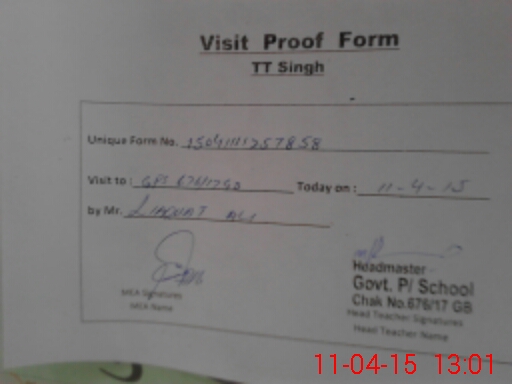 Visit Proof Form
TT Singh
Unique Form No. 1504111257858
Visit to : GPS 676/17GB Today on : 11-4-15
by Mr. LIAQUAT ALI
Headmaster
Govt. P/ School
Chak No.676/17 GB
MEA Signatures
MEA Name
Head Teacher Signatures
Head Teacher Name
11-04-15 13:01